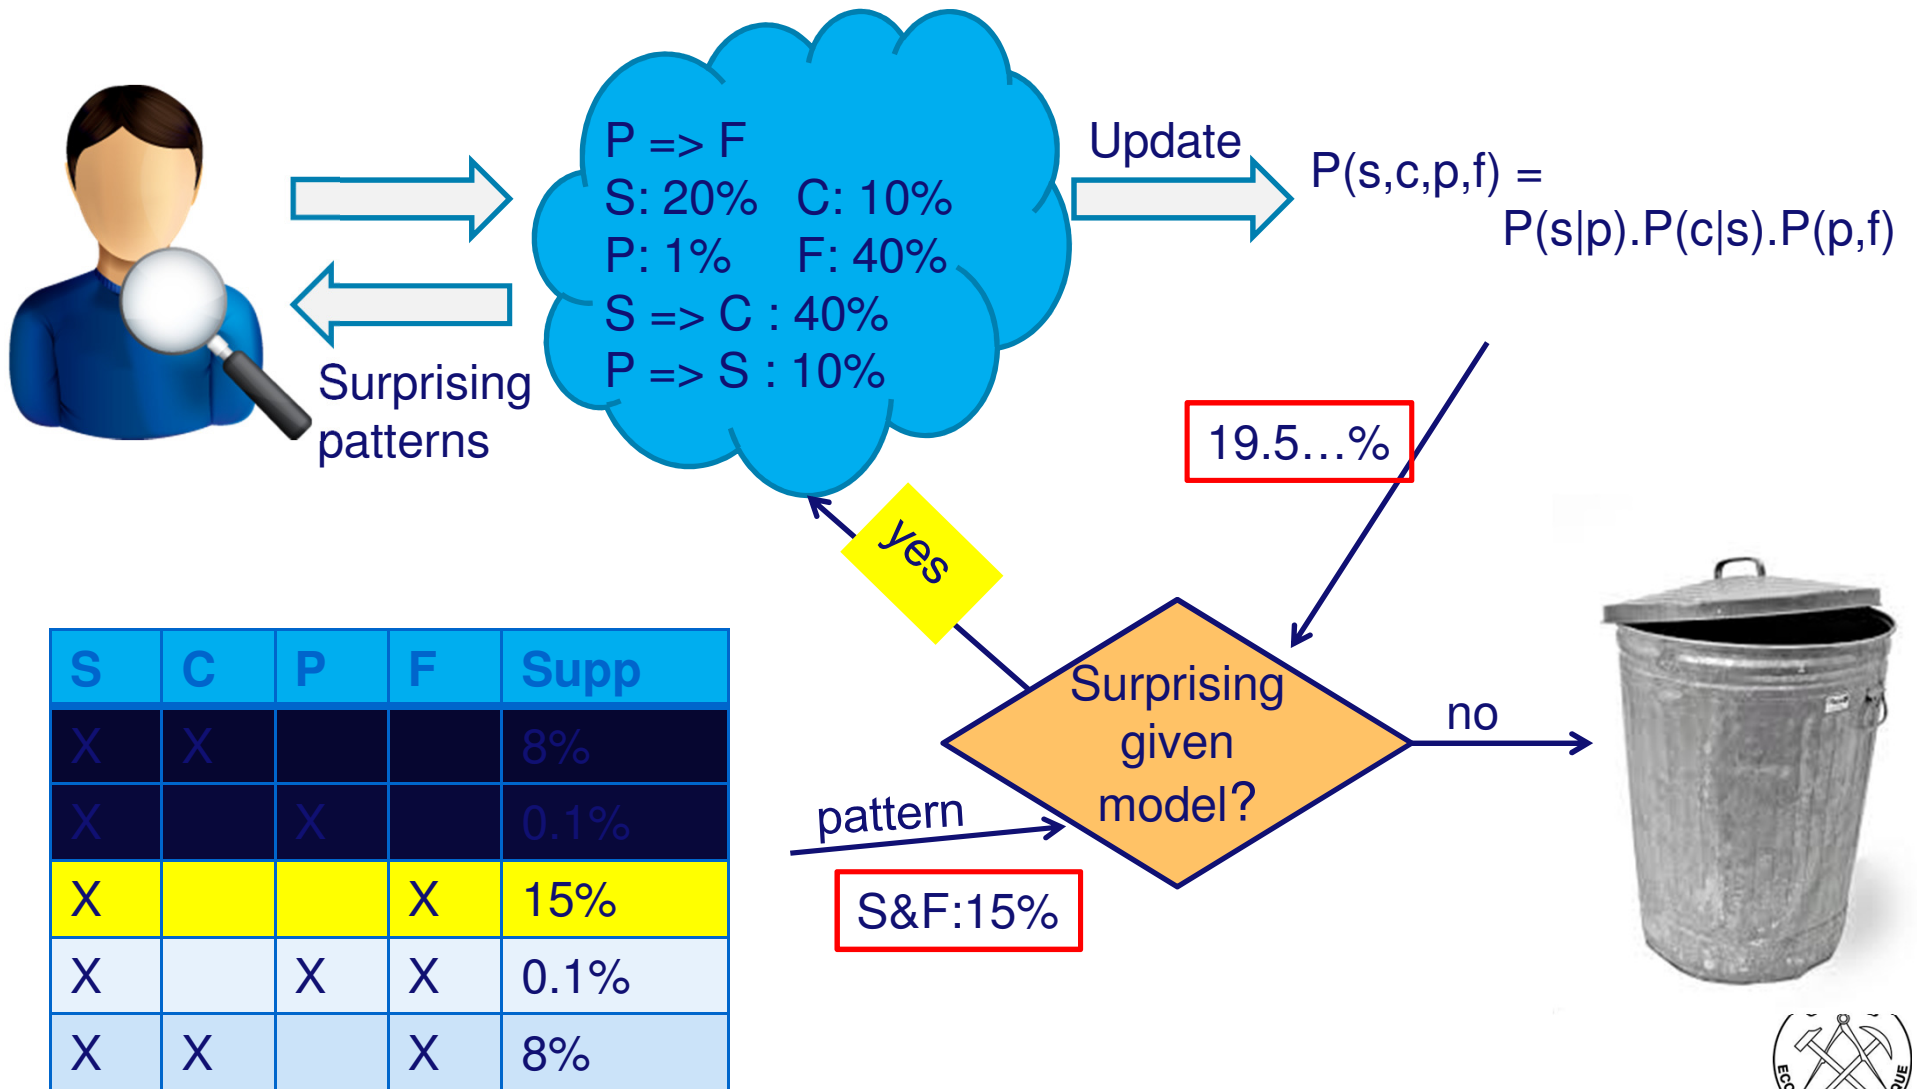 P => F
S: 20% C: 10%
P: 1% F: 40%
S => C : 40%
P => S : 10%
Update
P(s,c,p,f) =
P(s|p).P(c|s).P(p,f)
Surprising
patterns
19.5...%
yes
Surprising
given
model?
no
pattern
S&F:15%
S C P F Supp
X X 8%
X X 0.1%
X X 15%
X X X 0.1%
X X X 8%